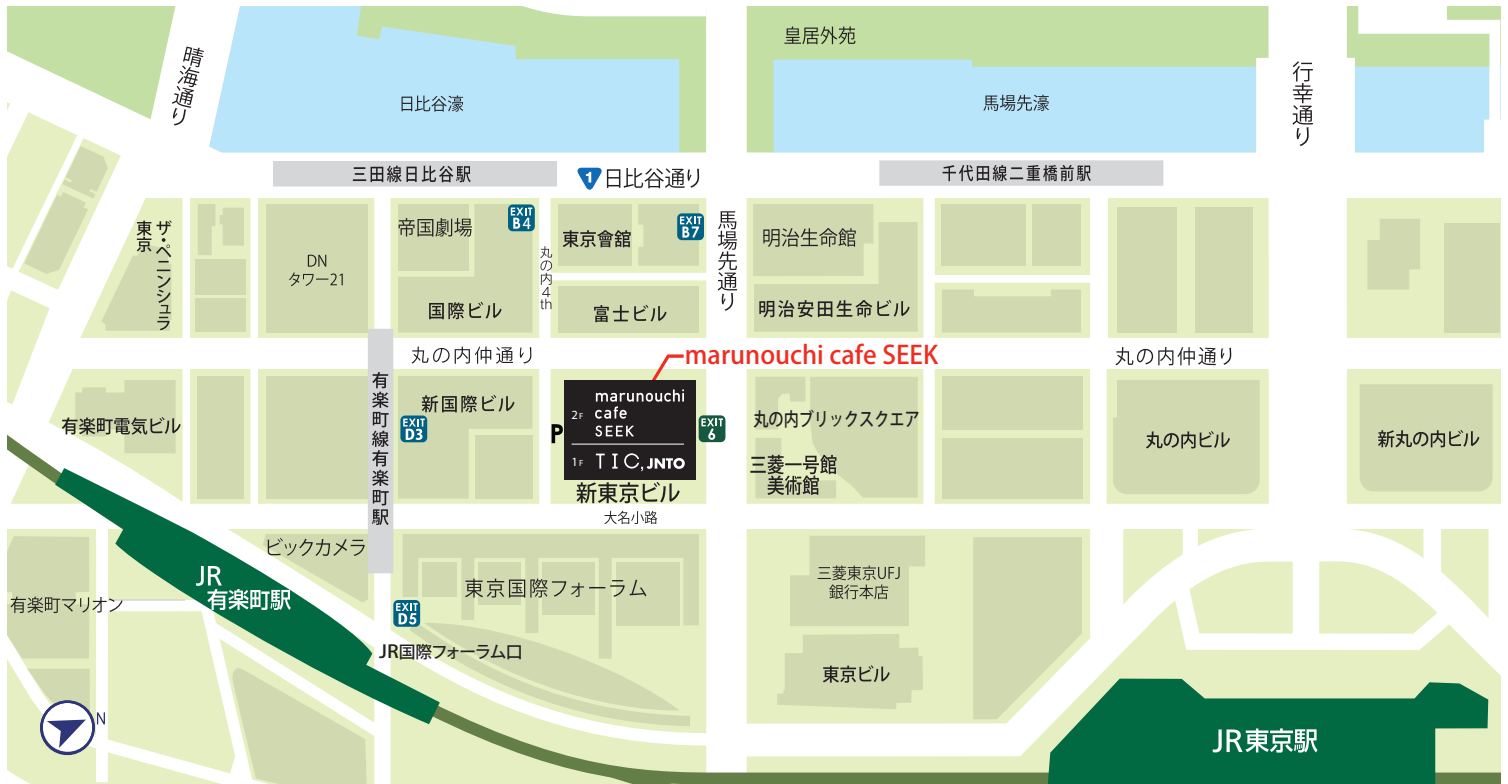 皇居外苑
晴海通り
行幸通り
日比谷濠
馬場先濠
三田線日比谷駅
1
日比谷通り
千代田線二重橋前駅
ザ・ペニンシュラ
東京
DN
タワー21
帝国劇場
EXIT
B4
丸の内4th
東京會舘
EXIT
B7
馬場先通り
明治生命館
国際ビル
富士ビル
明治安田生命ビル
丸の内仲通り
marunouchi cafe SEEK
丸の内仲通り
有楽町線有楽町駅
有楽町電気ビル
新国際ビル
EXIT
D3
P
2F
marunouchi
cafe
SEEK
1F
TIC, JNTO
EXIT
6
新東京ビル
丸の内ブリックスクエア
三菱一号館
美術館
丸の内ビル
新丸の内ビル
大名小路
ビックカメラ
JR
有楽町駅
有楽町マリオン
EXIT
D5
東京国際フォーラム
JR国際フォーラム口
三菱東京UFJ
銀行本店
東京ビル
N
JR東京駅